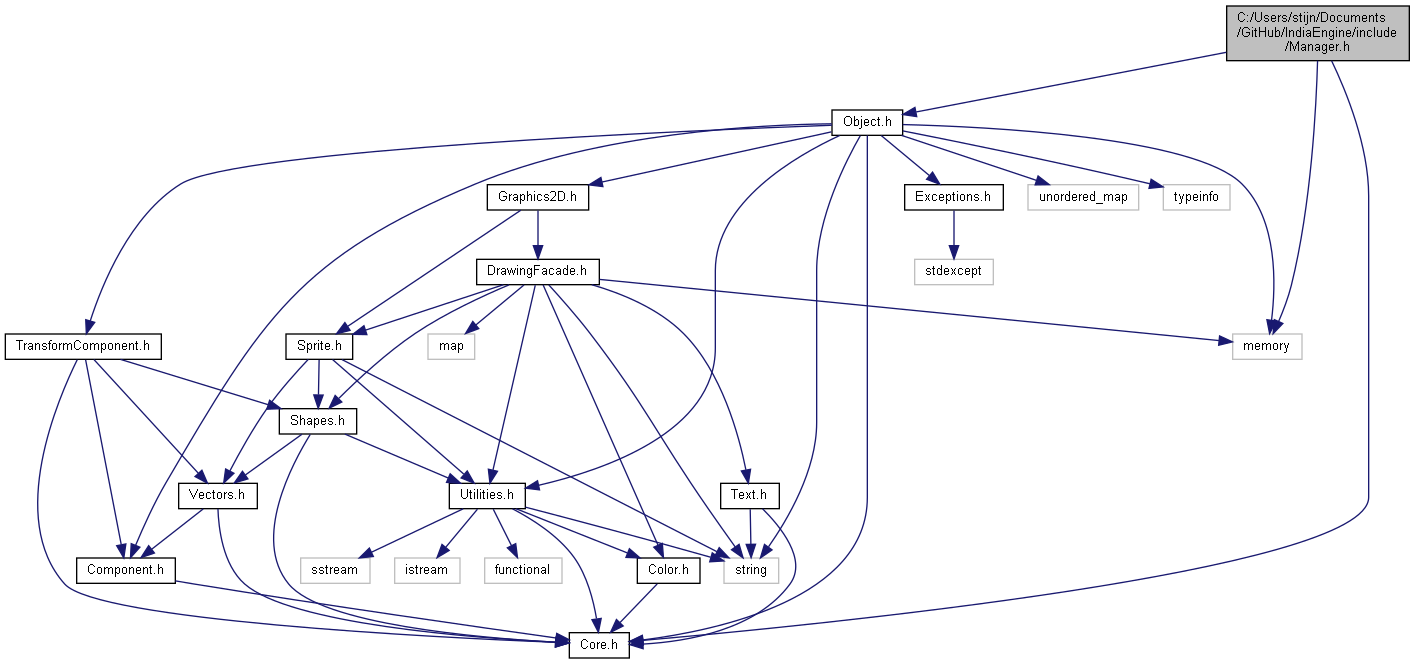 C:/Users/stijn/Documents
/GitHub/IndiaEngine/include
/Manager.h
Object.h
Graphics2D.h
Exceptions.h
unordered_map
typeinfo
DrawingFacade.h
stdexcept
TransformComponent.h
Sprite.h
map
memory
Shapes.h
Vectors.h
Utilities.h
Text.h
Component.h
sstream
istream
functional
Color.h
string
Core.h